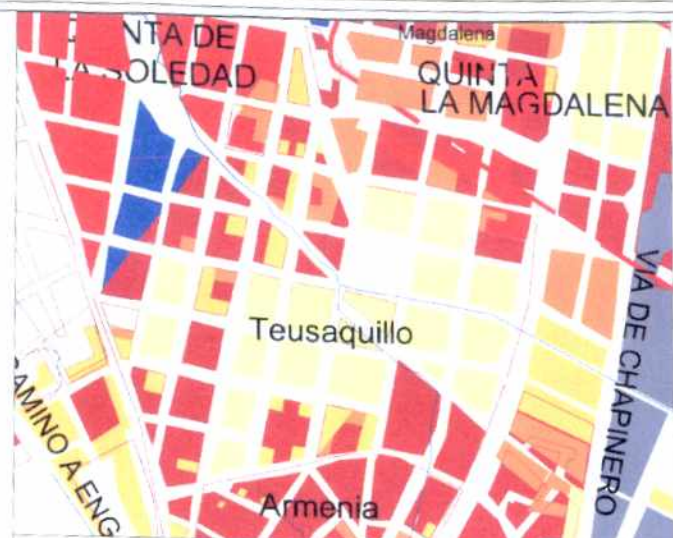 NTA DE
LA SOLEDAD
Magdalena
QUINTA
LA MAGDALENA
VIA DE CHAPINERO
Teusaquillo
AMINO A ENG
Armenia